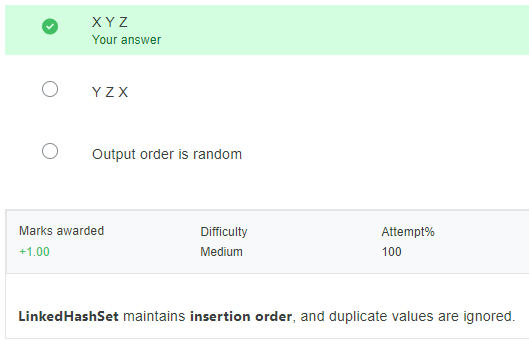 X Y Z
Your answer
Y Z X
Output order is random
Marks awarded Difficulty Attempt%
+1.00 Medium 100
LinkedHashSet maintains insertion order, and duplicate values are ignored.